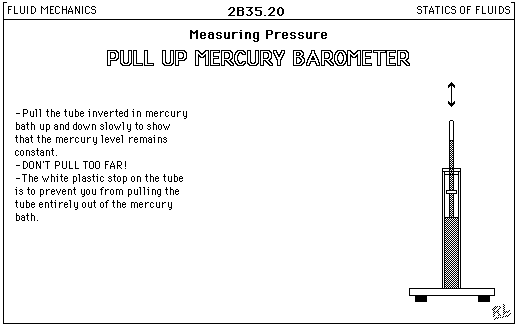 FLUID MECHANICS
2B35.20
STATICS OF FLUIDS
Measuring Pressure
PULL UP MERCURY BAROMETER
-Pull the tube inverted in mercury
bath up and down slowly to show
that the mercury level remains
constant.
-DON'T PULL TOO FAR!
-The white plastic stop on the tube
is to prevent you from pulling the
tube entirely out of the mercury
bath.